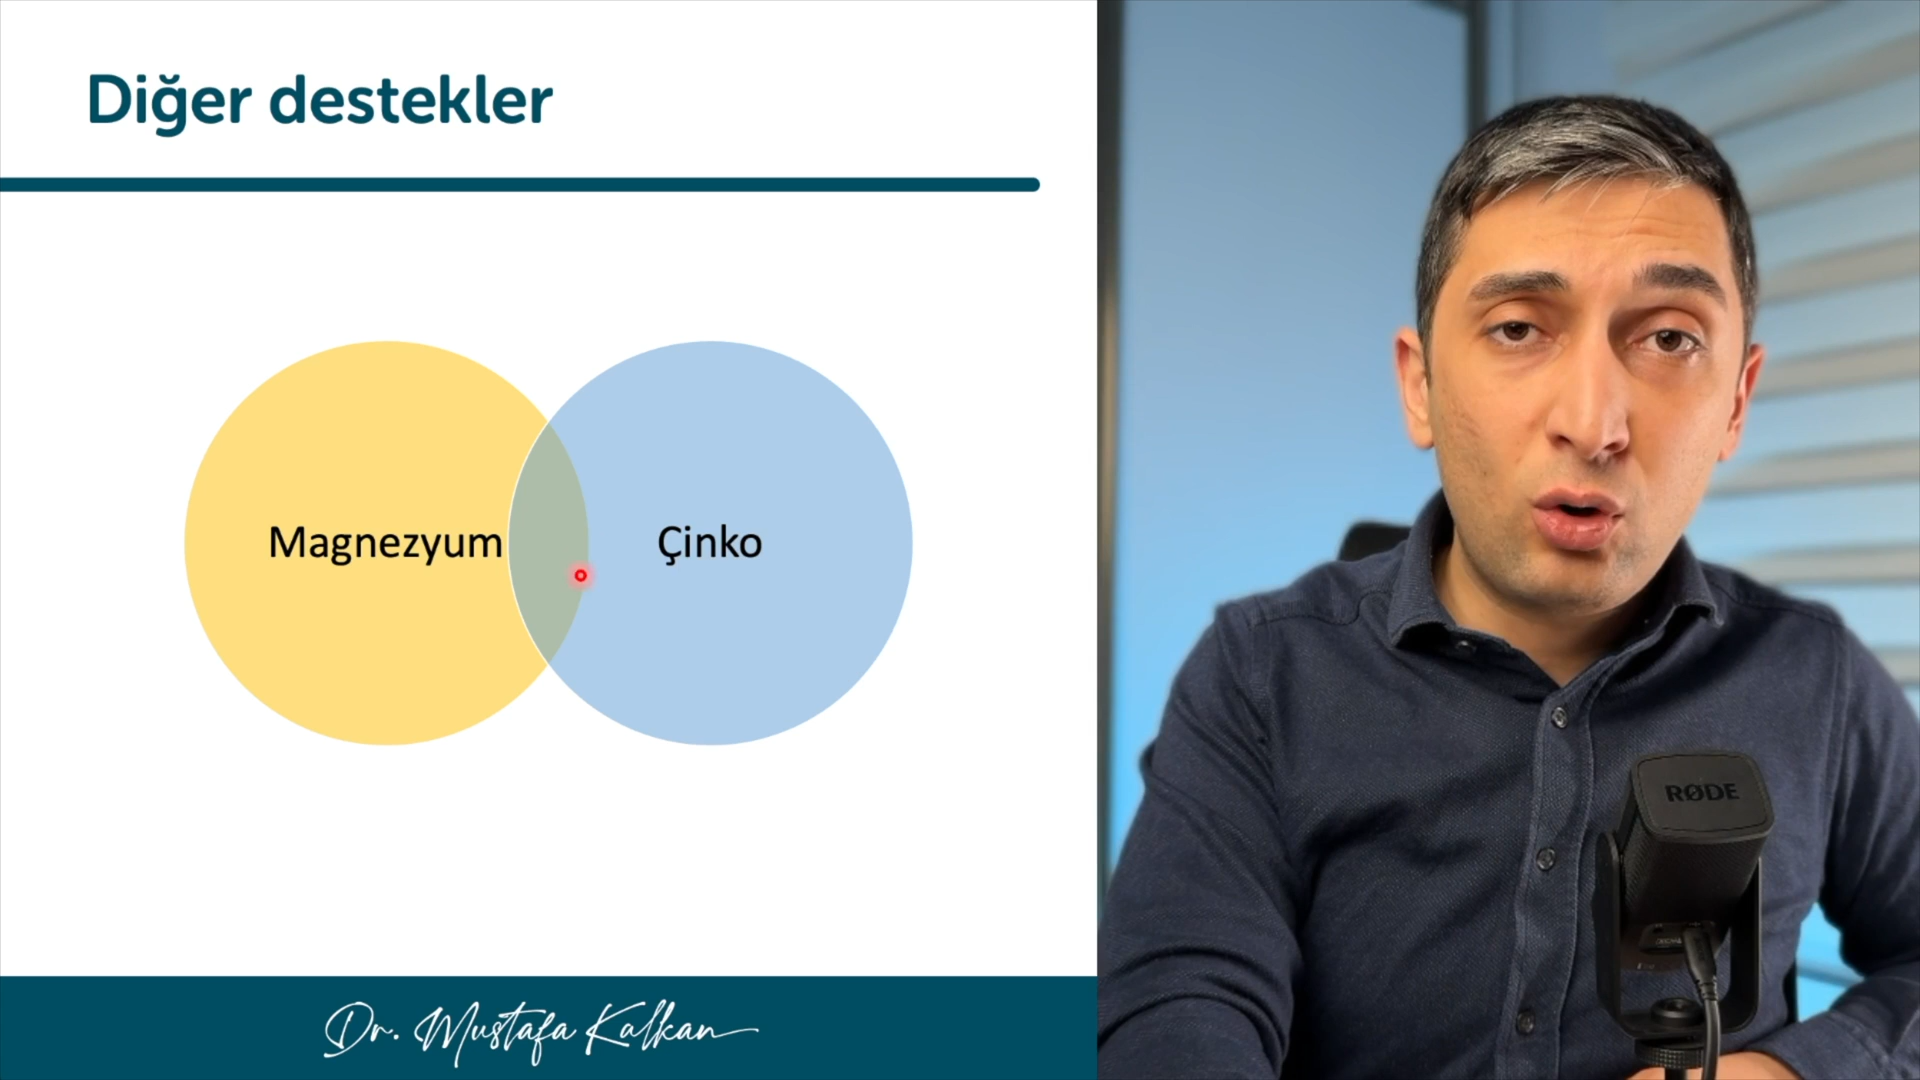 Diğer destekler
Magnezyum
Çinko
RØDE
Dr. Mustafa Kalkan